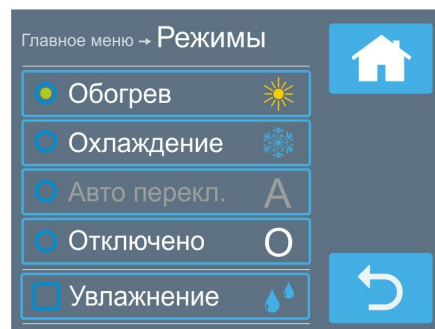 Главное меню → Режимы
Обогрев
Охлаждение
Авто перекл. A
Отключено O
Увлажнение